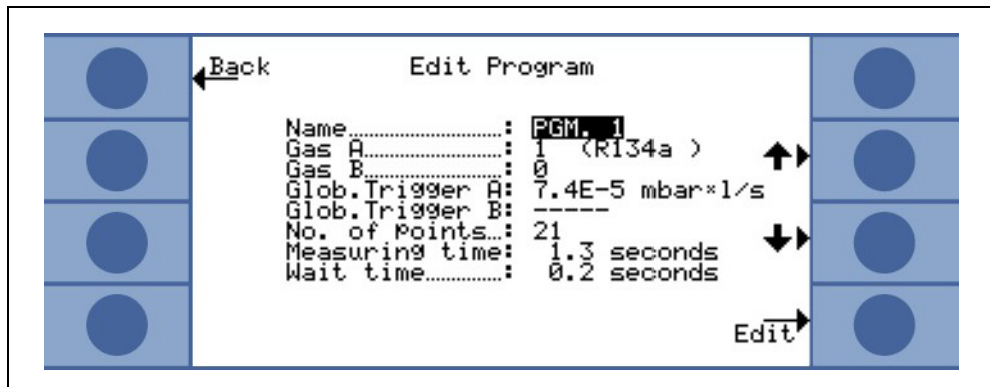 Back
Edit Program
Name..........................: PGM. 1
Gas A.........................: 1 (R134a )
Gas B.........................: 0
Glob.Trigger A: 7.4E-5 mbar*l/s
Glob.Trigger B: -----
No. of Points...: 21
Measuring time: 1.3 seconds
Wait time.............: 0.2 seconds
Edit